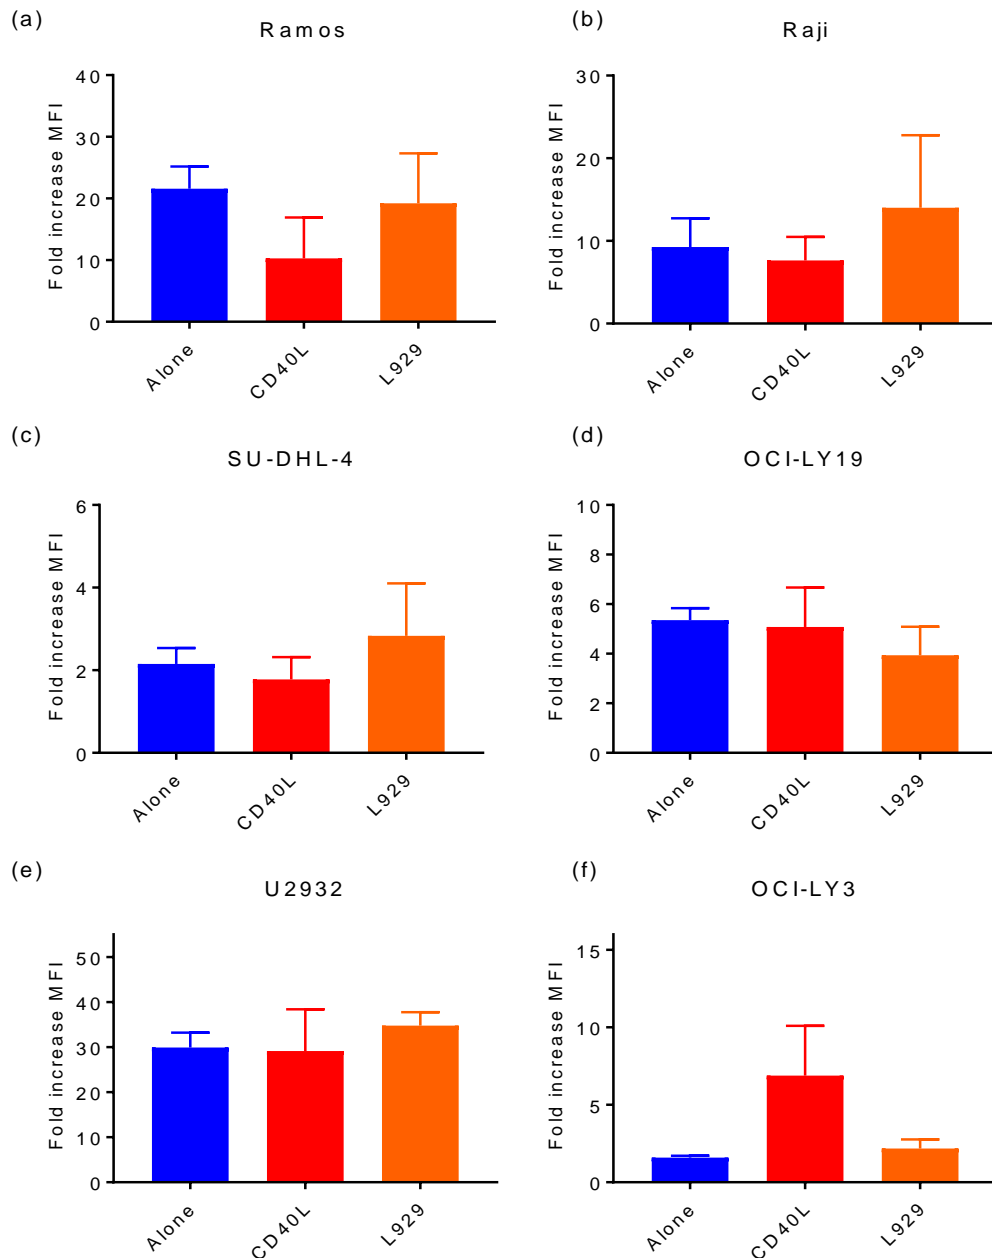 (a)
Ramos
Fold increase MFI
40
30
20
10
0
Alone
CD40L
L929
(b)
Raji
Fold increase MFI
30
20
10
0
Alone
CD40L
L929
(c)
SU-DHL-4
Fold increase MFI
6
4
2
0
Alone
CD40L
L929
(d)
OCI-LY19
Fold increase MFI
10
8
6
4
2
0
Alone
CD40L
L929
(e)
U2932
Fold increase MFI
50
40
30
20
10
0
Alone
CD40L
L929
(f)
OCI-LY3
Fold increase MFI
15
10
5
0
Alone
CD40L
L929